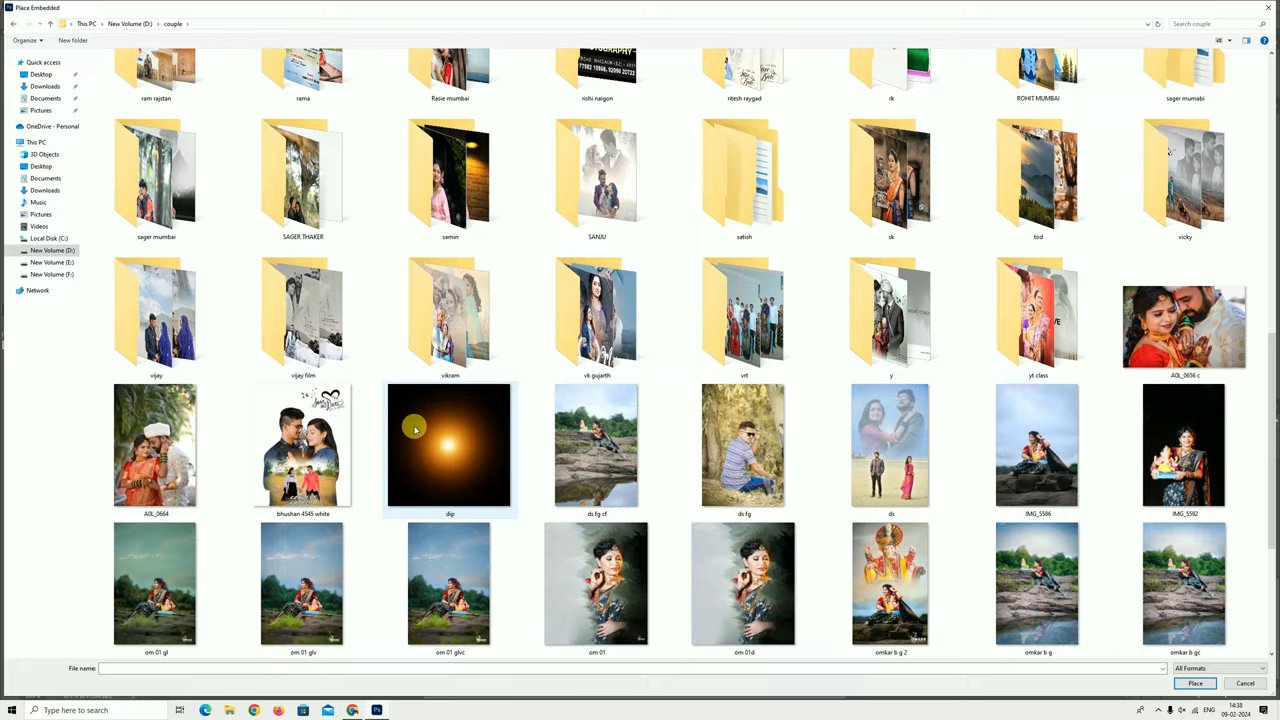 Place Embedded
This PC > New Volume (D:) > couple >
Search couple
Organize
New folder
Quick access
Desktop
Downloads
Documents
Pictures
OneDrive - Personal
This PC
3D Objects
Desktop
Documents
Downloads
Music
Pictures
Videos
Local Disk (C:)
New Volume (D:)
New Volume (E:)
New Volume (F:)
Network
ram rajstan
rama
Rasie mumbai
rishi naigon
ritesh raygad
rk
ROHIT MUMBAI
sager mumabi
sager mumbai
SAGER THAKER
samin
SANJU
satish
sk
tod
vicky
vijay
vijay film
vikram
vk gujarth
vrt
y
yt class
A0L_0656 c
A0L_0664
bhushan 4545 white
dip
ds fg cf
ds fg
ds
IMG_5586
IMG_5592
om 01 gl
om 01 glv
om 01 glvc
om 01
om 01d
omkar b g 2
omkar b g
omkar b gc
File name:
All Formats
Place
Cancel
Type here to search
ENG
14:38
09-02-2024